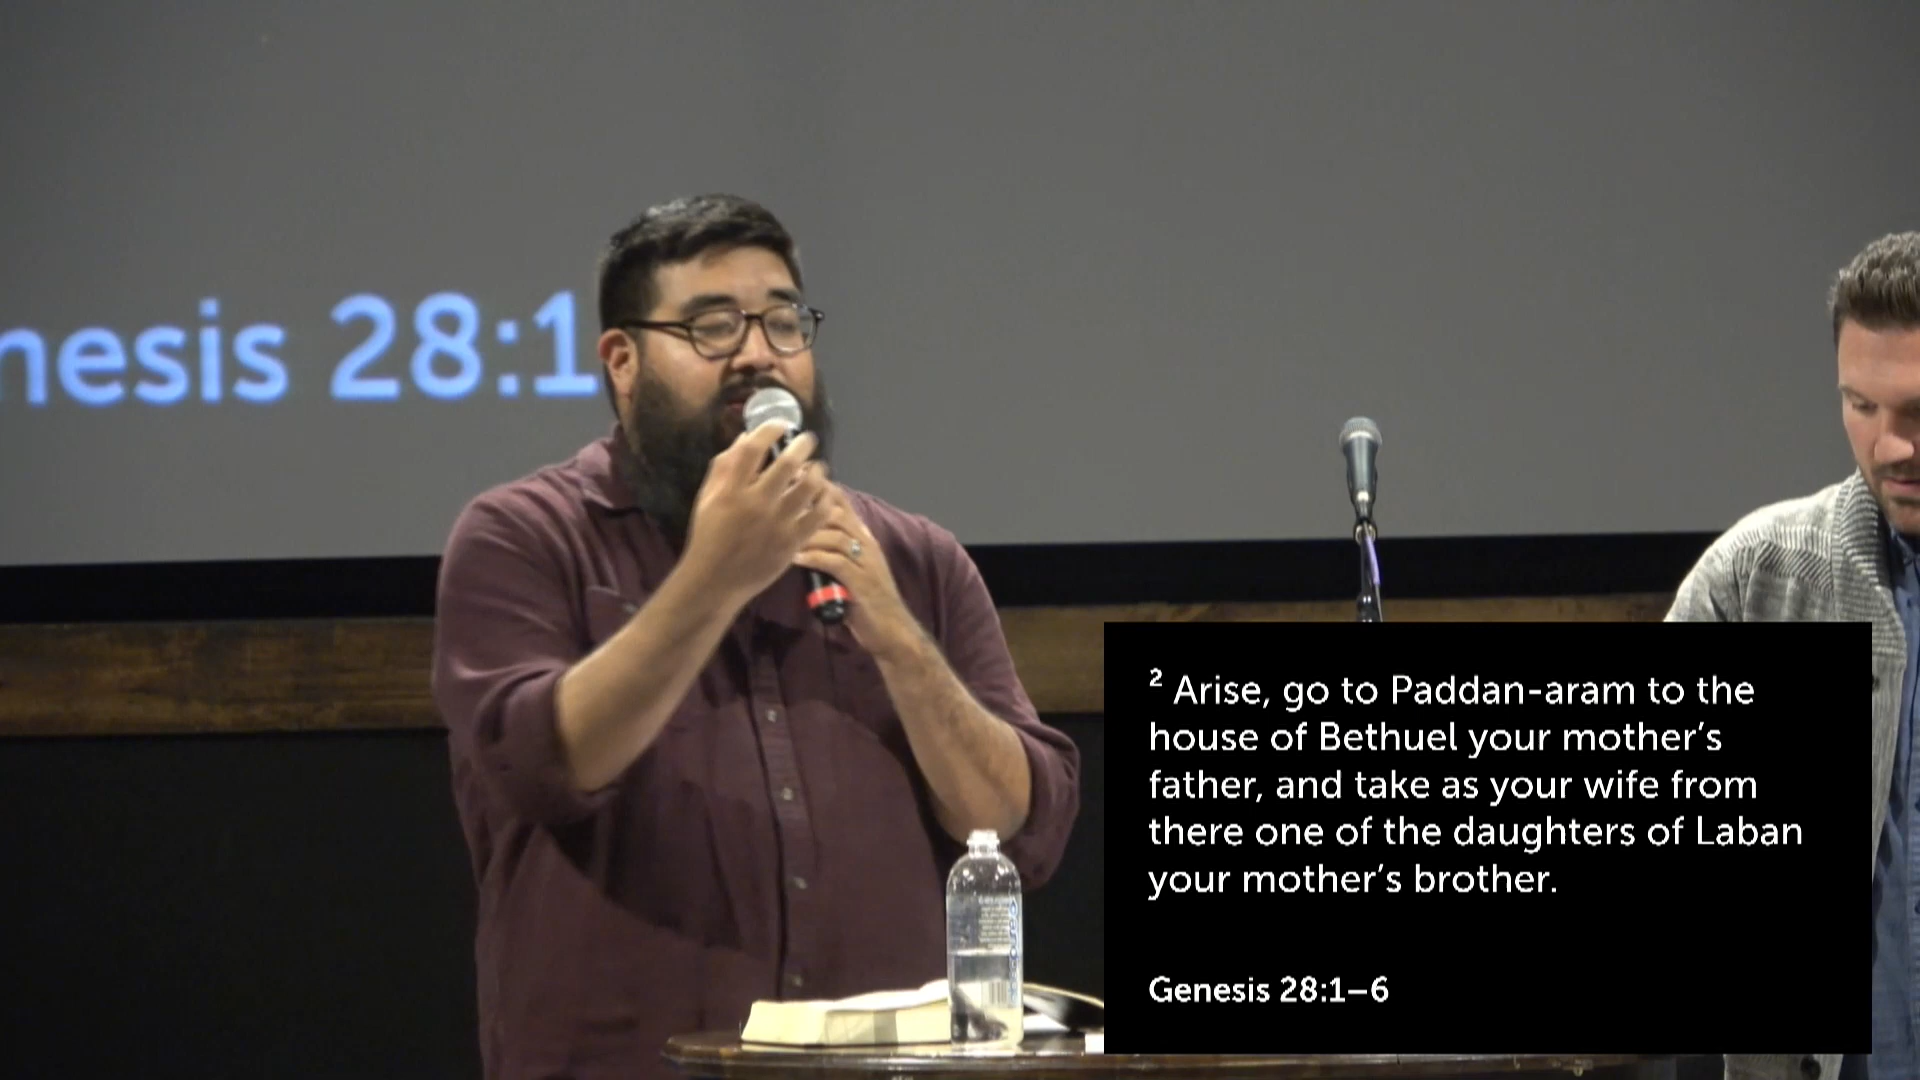 nesis 28:1
² Arise, go to Paddan-aram to the
house of Bethuel your mother's
father, and take as your wife from
there one of the daughters of Laban
your mother's brother.
Genesis 28:1–6